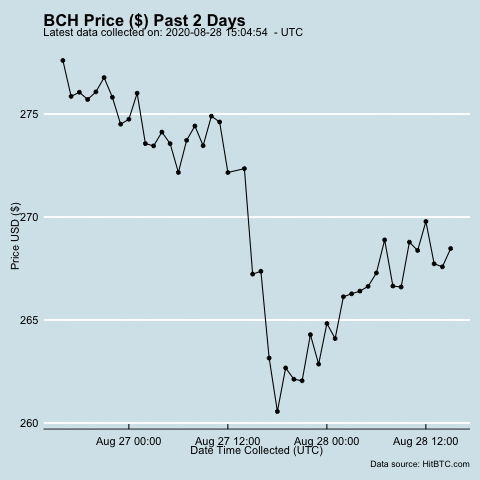 BCH Price ($) Past 2 Days
Latest data collected on: 2020-08-28 15:04:54 - UTC
275
270
265
260
Price USD ($)
Aug 27 00:00 Aug 27 12:00 Aug 28 00:00 Aug 28 12:00
Date Time Collected (UTC)
Data source: HitBTC.com